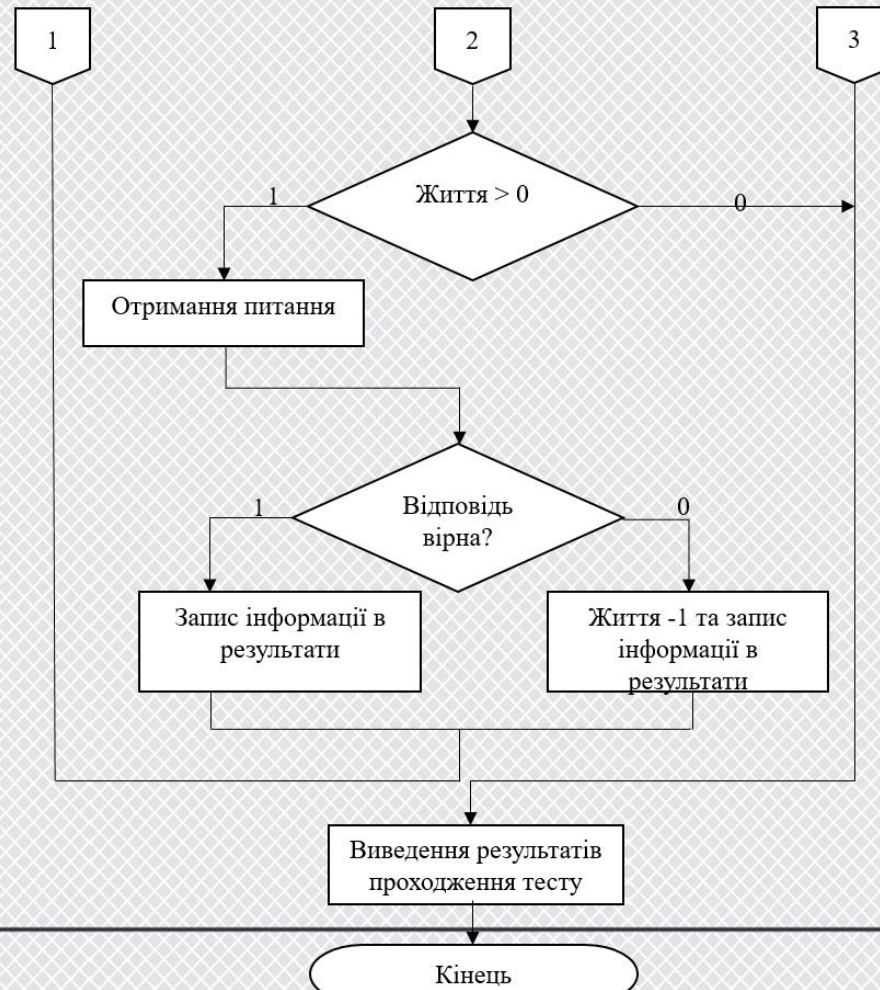 1
2
3
Життя > 0
1
0
Отримання питання
Відповідь
вірна?
1
0
Запис інформації в
результати
Життя -1 та запис
інформації в
результати
Виведення результатів
проходження тесту
Кінець